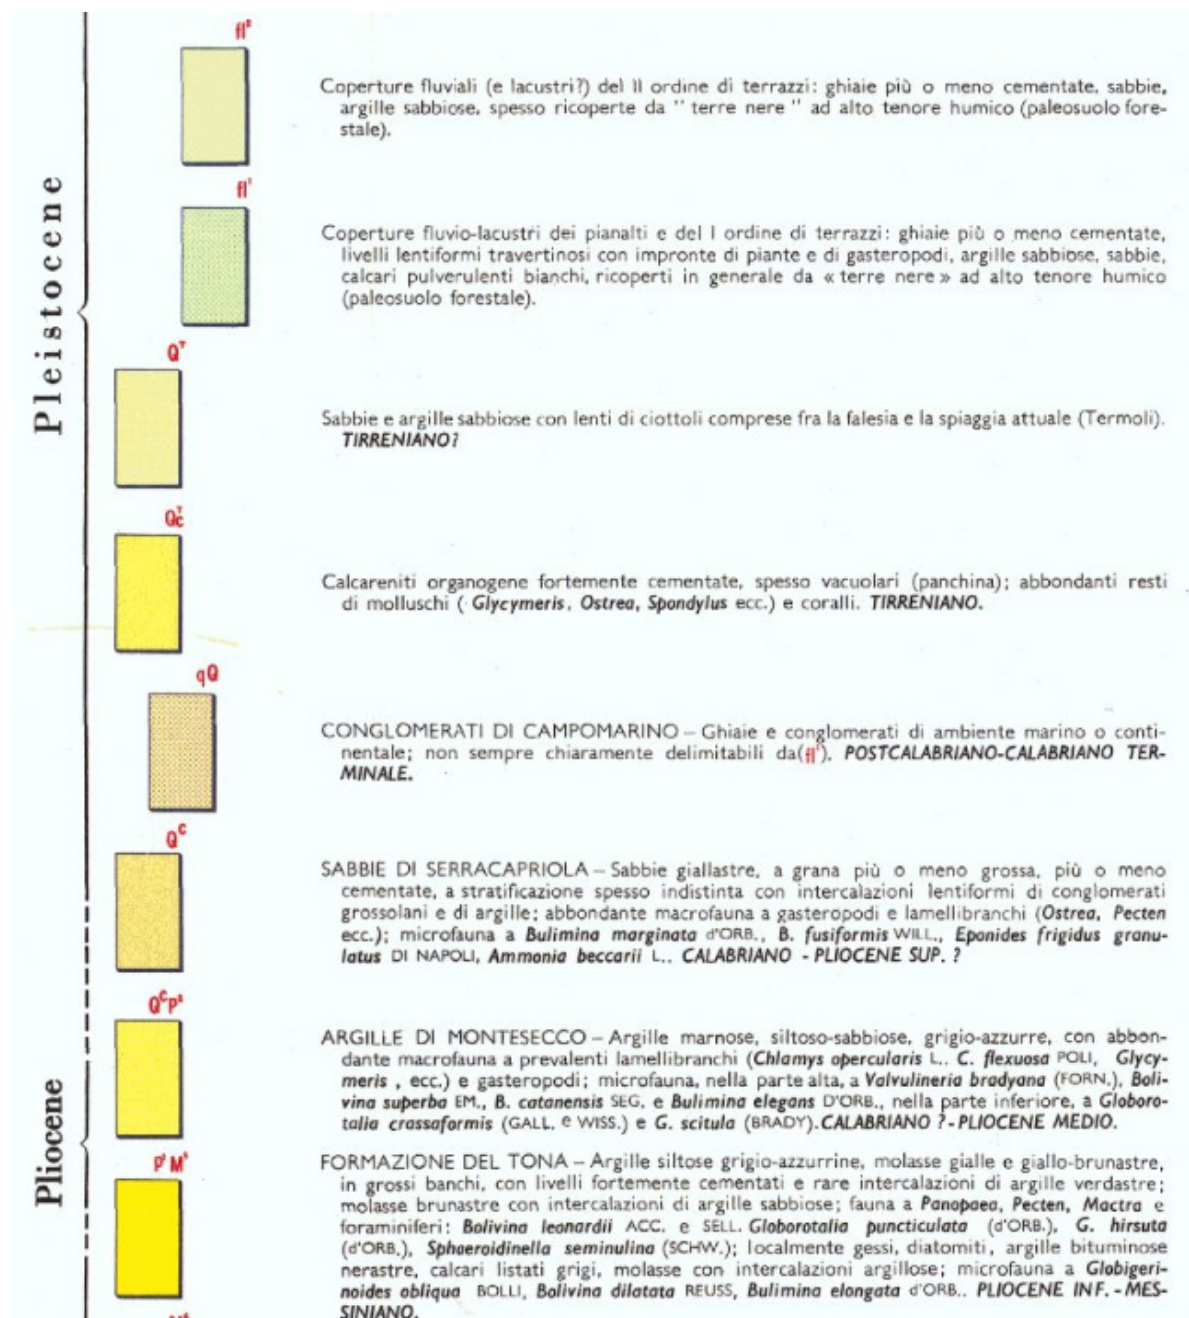 fl²
Coperture fluviali (e lacustri?) del II ordine di terrazzi: ghiaie più o meno cementate, sabbie,
argille sabbiose, spesso ricoperte da " terre nere " ad alto tenore humico (paleosuolo fore-
stale).
fl¹
Coperture fluvio-lacustri dei pianalti e del I ordine di terrazzi: ghiaie più o meno cementate,
livelli lentiformi travertinosi con impronte di piante e di gasteropodi, argille sabbiose, sabbie,
calcari pulverulenti bianchi, ricoperti in generale da « terre nere » ad alto tenore humico
(paleosuolo forestale).
Pleistocene
Qᵀ
Sabbie e argille sabbiose con lenti di ciottoli comprese fra la falesia e la spiaggia attuale (Termoli).
TIRRENIANO?
Qᵀc
Calcareniti organogene fortemente cementate, spesso vacuolari (panchina); abbondanti resti
di molluschi ( Glycymeris, Ostrea, Spondylus ecc.) e coralli. TIRRENIANO.
qQ
CONGLOMERATI DI CAMPOMARINO – Ghiaie e conglomerati di ambiente marino o conti-
nentale; non sempre chiaramente delimitabili da(fl¹). POSTCALABRIANO-CALABRIANO TER-
MINALE.
Qᶜ
SABBIE DI SERRACAPRIOLA – Sabbie giallastre, a grana più o meno grossa, più o meno
cementate, a stratificazione spesso indistinta con intercalazioni lentiformi di conglomerati
grossolani e di argille; abbondante macrofauna a gasteropodi e lamellibranchi (Ostrea, Pecten
ecc.); microfauna a Bulimina marginata d'ORB., B. fusiformis WILL., Eponides frigidus granu-
latus DI NAPOLI, Ammonia beccarii L.. CALABRIANO - PLIOCENE SUP. ?
QᶜP²
ARGILLE DI MONTESECCO – Argille marnose, siltoso-sabbiose, grigio-azzurre, con abbon-
dante macrofauna a prevalenti lamellibranchi (Chlamys opercularis L.. C. flexuosa POLI, Glycy-
meris , ecc.) e gasteropodi; microfauna, nella parte alta, a Valvulineria bradyana (FORN.), Boli-
vina superba EM., B. catanensis SEG. e Bulimina elegans D'ORB., nella parte inferiore, a Globoro-
talia crassaformis (GALL. e WISS.) e G. scitula (BRADY).CALABRIANO ?-PLIOCENE MEDIO.
Pliocene
P¹ M⁵
FORMAZIONE DEL TONA – Argille siltose grigio-azzurrine, molasse gialle e giallo-brunastre,
in grossi banchi, con livelli fortemente cementati e rare intercalazioni di argille verdastre;
molasse brunastre con intercalazioni di argille sabbiose; fauna a Panopaea, Pecten, Mactra e
foraminiferi: Bolivina leonardii ACC. e SELL. Globorotalia puncticulata (d'ORB.), G. hirsuta
(d'ORB.), Sphaeroidinella seminulina (SCHW.); localmente gessi, diatomiti, argille bituminose
nerastre, calcari listati grigi, molasse con intercalazioni argillose; microfauna a Globigeri-
noides obliqua BOLLI, Bolivina dilatata REUSS, Bulimina elongata d'ORB.. PLIOCENE INF. - MES-
SINIANO.